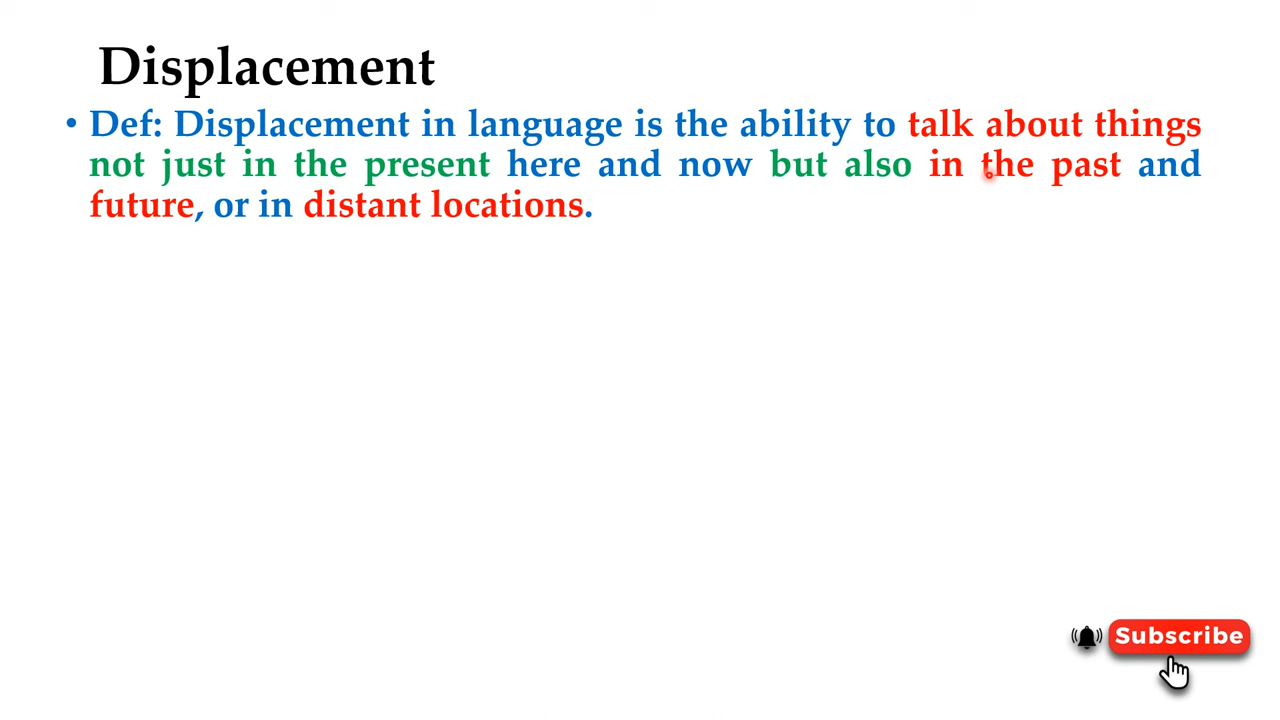 Displacement
• Def: Displacement in language is the ability to talk about things
not just in the present here and now but also in the past and
future, or in distant locations.
Subscribe